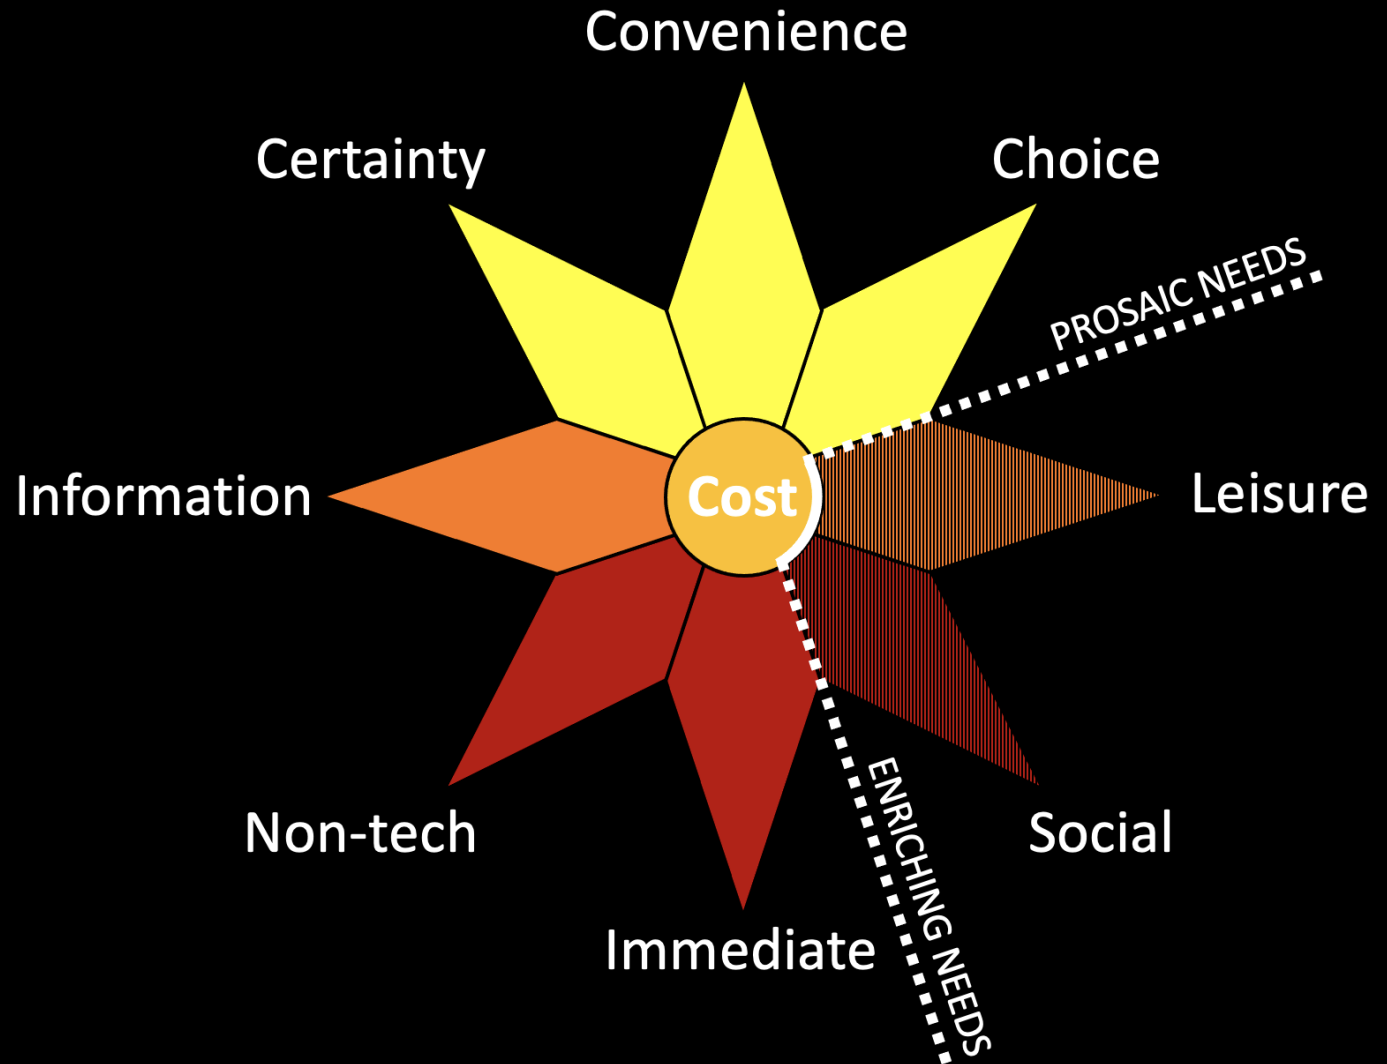 Convenience
Certainty
Choice
PROSAIC NEEDS
Information
Cost
Leisure
Non-tech
Social
ENRICHING NEEDS
Immediate